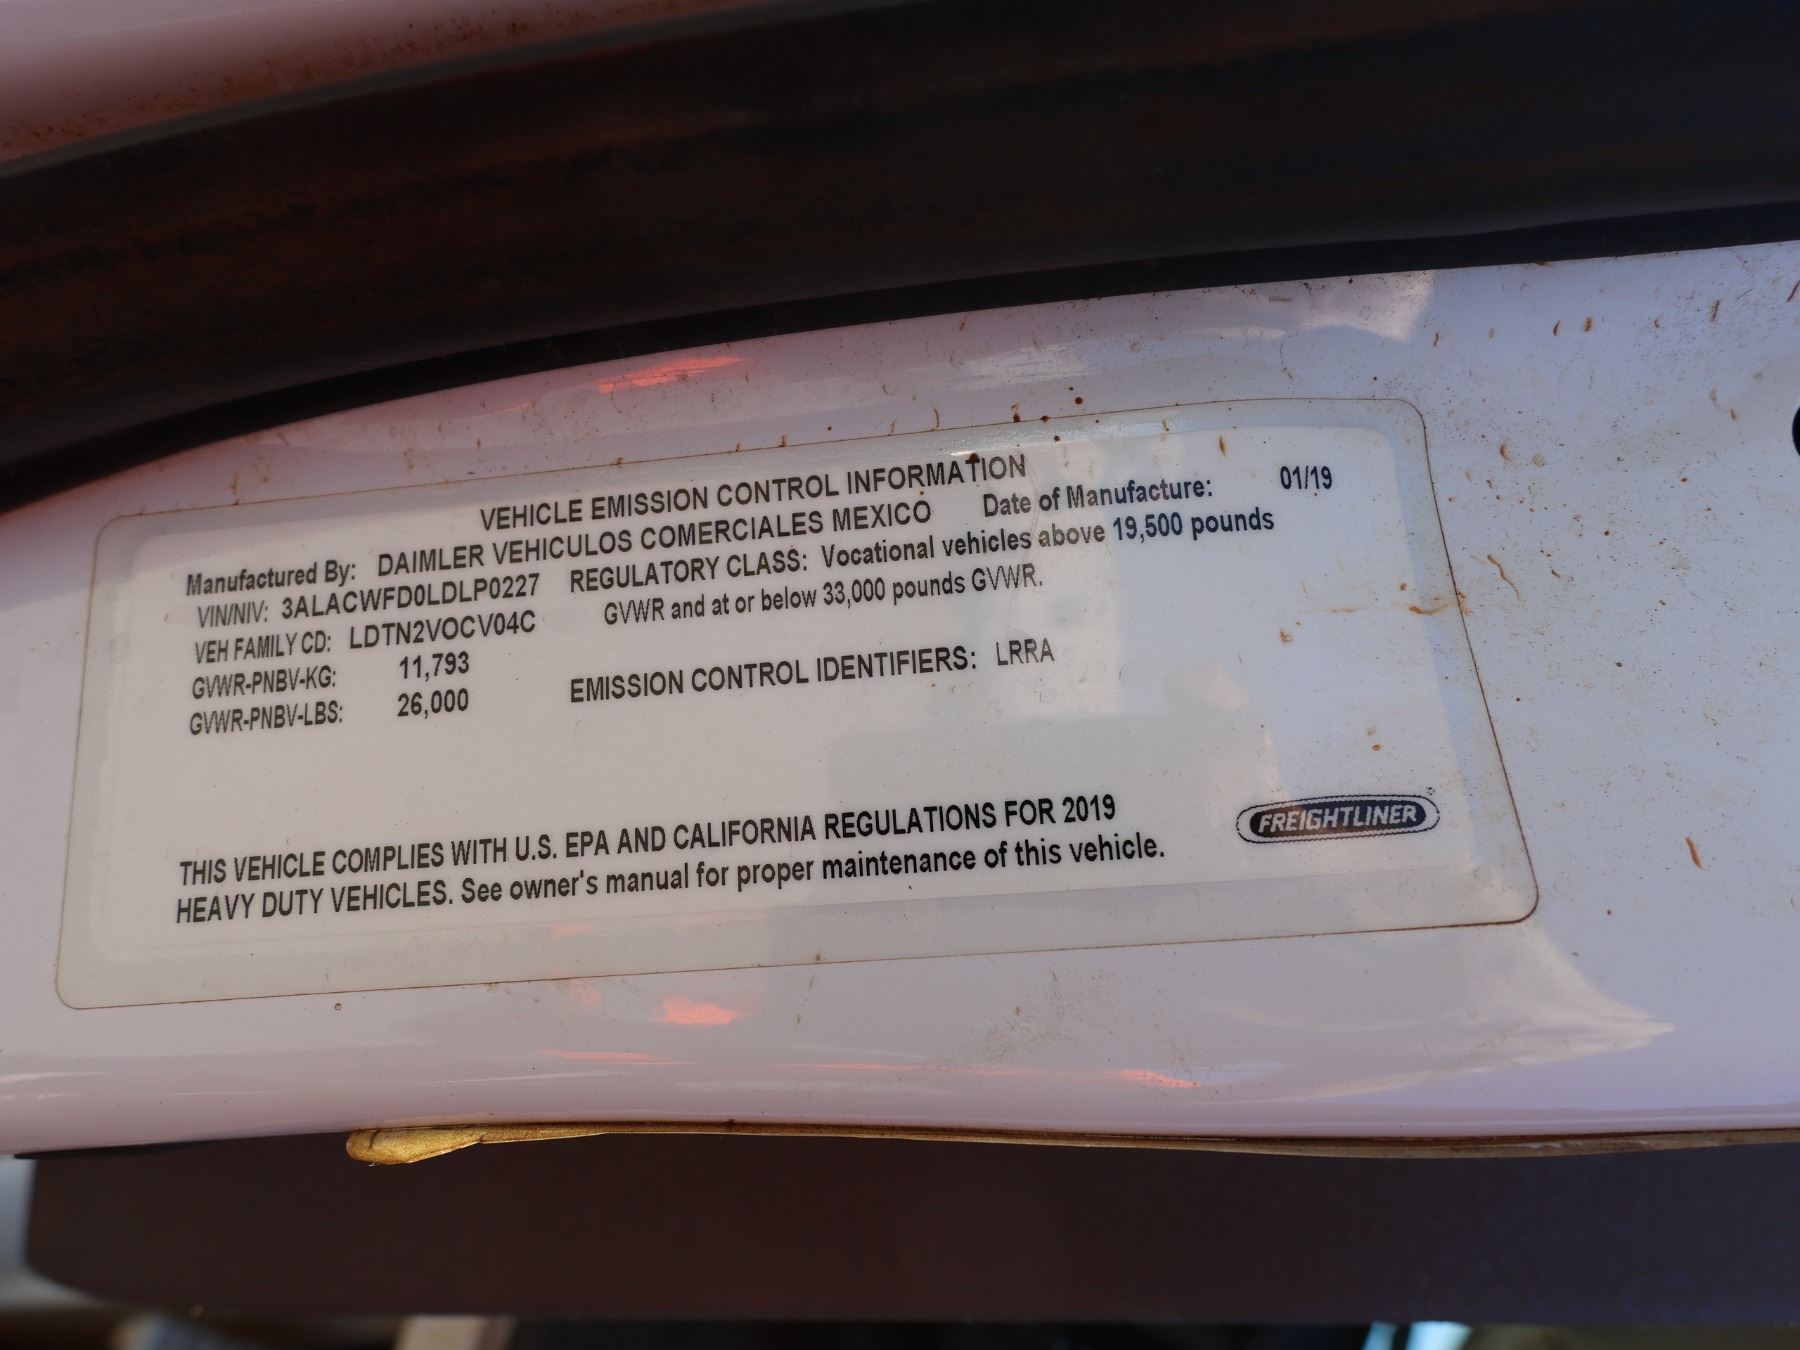 VEHICLE EMISSION CONTROL INFORMATION
Manufactured By: DAIMLER VEHICULOS COMERCIALES MEXICO Date of Manufacture: 01/19
VIN/NIV: 3ALACWFD0LDLP0227 REGULATORY CLASS: Vocational vehicles above 19,500 pounds
VEH FAMILY CD: LDTN2VOCV04C GVWR and at or below 33,000 pounds GVWR.
GVWR-PNBV-KG: 11,793
GVWR-PNBV-LBS: 26,000 EMISSION CONTROL IDENTIFIERS: LRRA
THIS VEHICLE COMPLIES WITH U.S. EPA AND CALIFORNIA REGULATIONS FOR 2019
HEAVY DUTY VEHICLES. See owner's manual for proper maintenance of this vehicle.
FREIGHTLINER